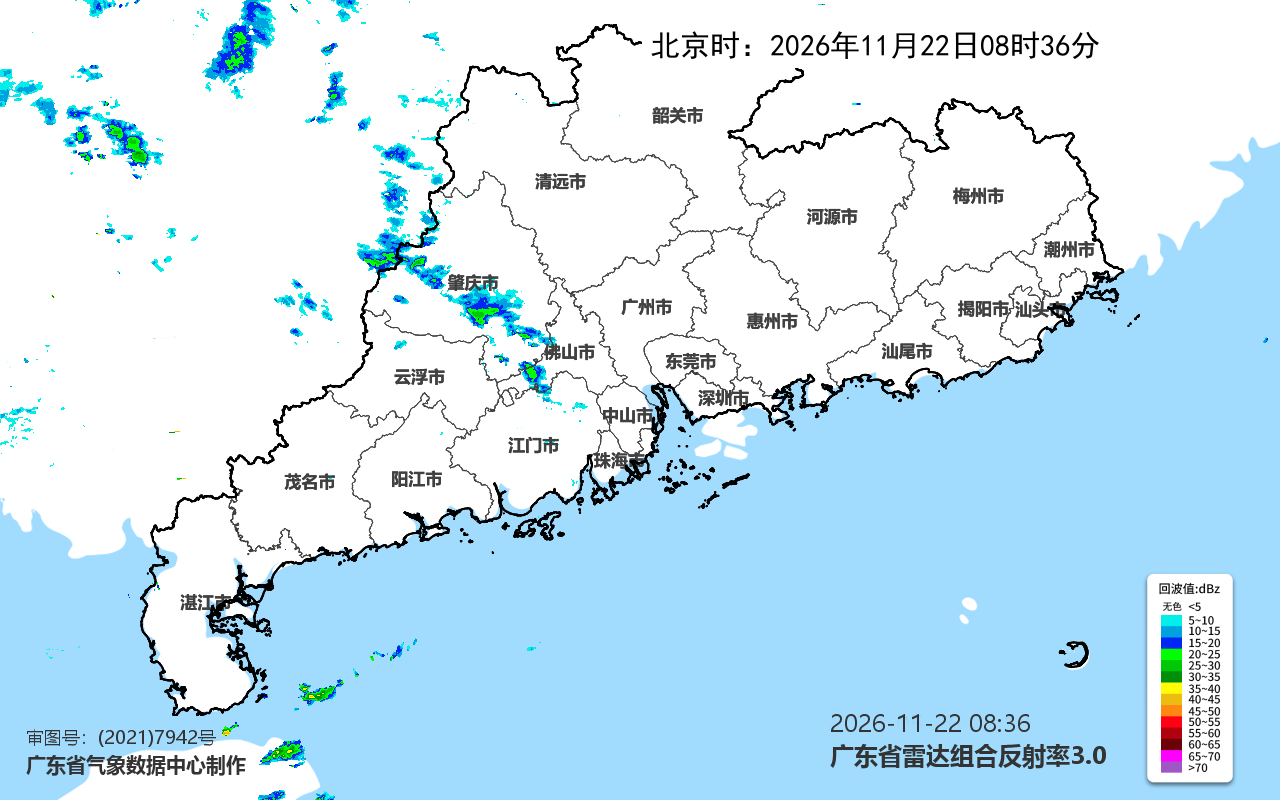 北京时：2026年11月22日08时36分
韶关市
清远市
梅州市
河源市
潮州市
肇庆市
广州市
惠州市
揭阳市
汕头市
佛山市
东莞市
汕尾市
云浮市
深圳市
中山市
江门市
珠海市
茂名市
阳江市
湛江市
回波值:dBz
无色 <5
5~10
10~15
15~20
20~25
25~30
30~35
35~40
40~45
45~50
50~55
55~60
60~65
65~70
>70
2026-11-22 08:36
广东省雷达组合反射率3.0
审图号：(2021)7942号
广东省气象数据中心制作